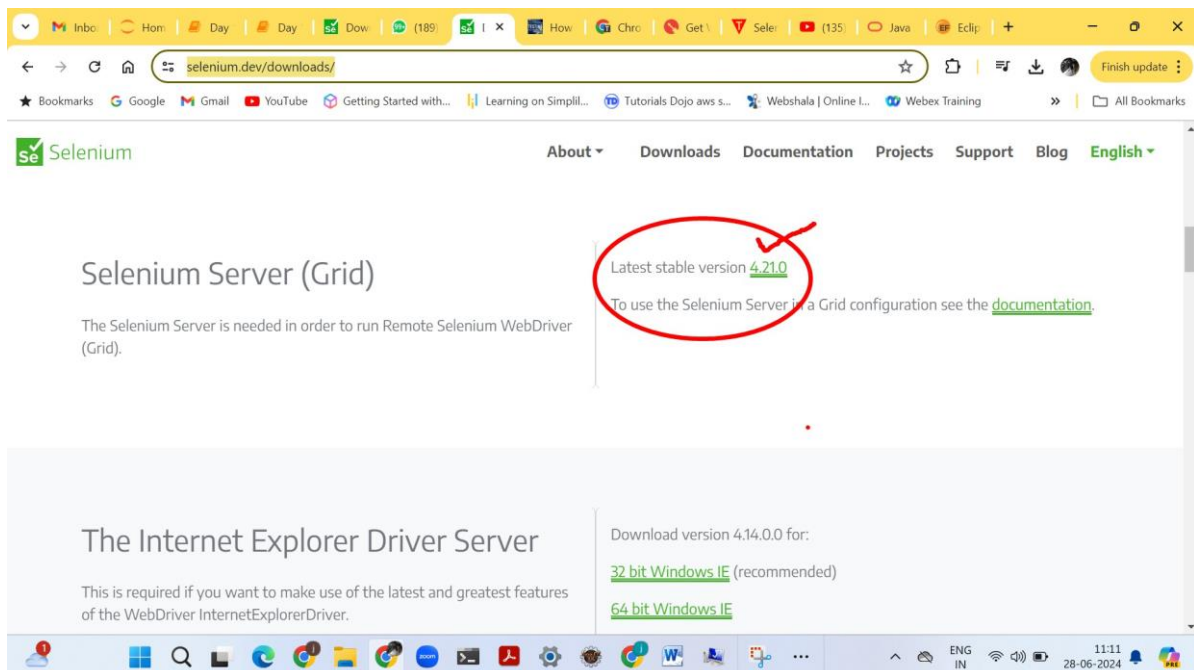 Inbo
Hom
Day
Day
Dow
(189)
How
Chro
Get
Sele
(135)
Java
Eclip
selenium.dev/downloads/
Finish update
Bookmarks
Google
Gmail
YouTube
Getting Started with...
Learning on Simplil...
Tutorials Dojo aws s...
Webshala | Online l...
Webex Training
All Bookmarks
Se Selenium
About
Downloads
Documentation
Projects
Support
Blog
English
Selenium Server (Grid)
The Selenium Server is needed in order to run Remote Selenium WebDriver
(Grid).
Latest stable version 4.21.0
To use the Selenium Server in a Grid configuration see the documentation.
The Internet Explorer Driver Server
This is required if you want to make use of the latest and greatest features
of the WebDriver InternetExplorerDriver.
Download version 4.14.0.0 for:
32 bit Windows IE (recommended)
64 bit Windows IE
zoom
ENG
IN
11:11
28-06-2024